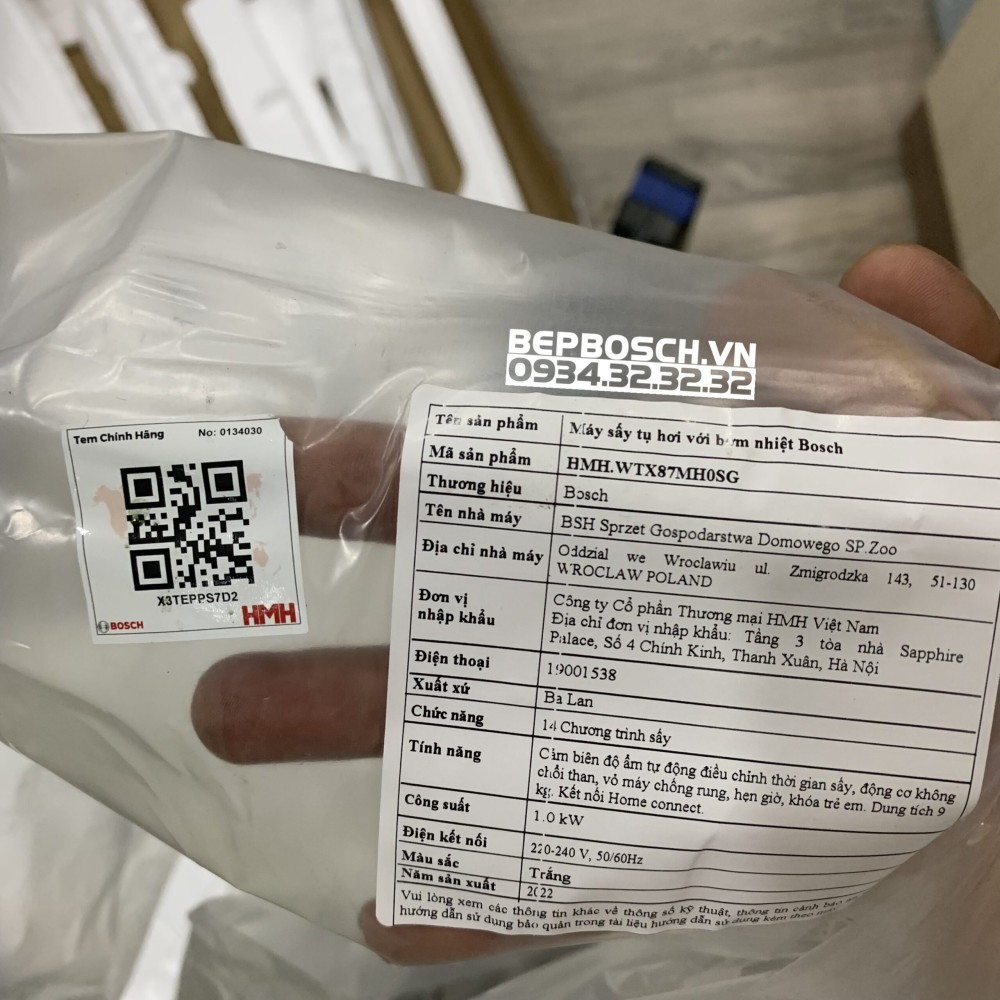 BEPBOSCH.VN
0934.32.32.32
Tem Chính Hãng No: 0134030
X3TEPPS7D2
BOSCH HMH
Tên sản phẩm Máy sấy tụ hơi với bơm nhiệt Bosch
Mã sản phẩm HMH.WTX87MH0SG
Thương hiệu Bosch
Tên nhà máy BSH Sprzet Gospodarstwa Domowego SP.Zoo
Địa chỉ nhà máy Oddzial we Wroclawiu ul. Zmigrodzka 143, 51-130
WROCLAW POLAND
Đơn vị
nhập khẩu
Công ty Cổ phần Thương mại HMH Việt Nam
Địa chỉ đơn vị nhập khẩu: Tầng 3 tòa nhà Sapphire
Palace, Số 4 Chính Kinh, Thanh Xuân, Hà Nội
Điện thoại 19001538
Xuất xứ Ba Lan
Chức năng 14 Chương trình sấy
Tính năng Cảm biên độ ẩm tự động điều chỉnh thời gian sấy, động cơ không
chổi than, vỏ máy chống rung, hẹn giờ, khóa trẻ em. Dung tích 9
kg. Kết nối Home connect.
Công suất 1.0 kW
Điện kết nối 220-240 V, 50/60Hz
Màu sắc Trắng
Năm sản xuất 2022
Vui lòng xem các thông tin khác về thông số kỹ thuật, thông tin cảnh báo
hướng dẫn sử dụng bảo quản trong tài liệu hướng dẫn sử dụng kèm theo